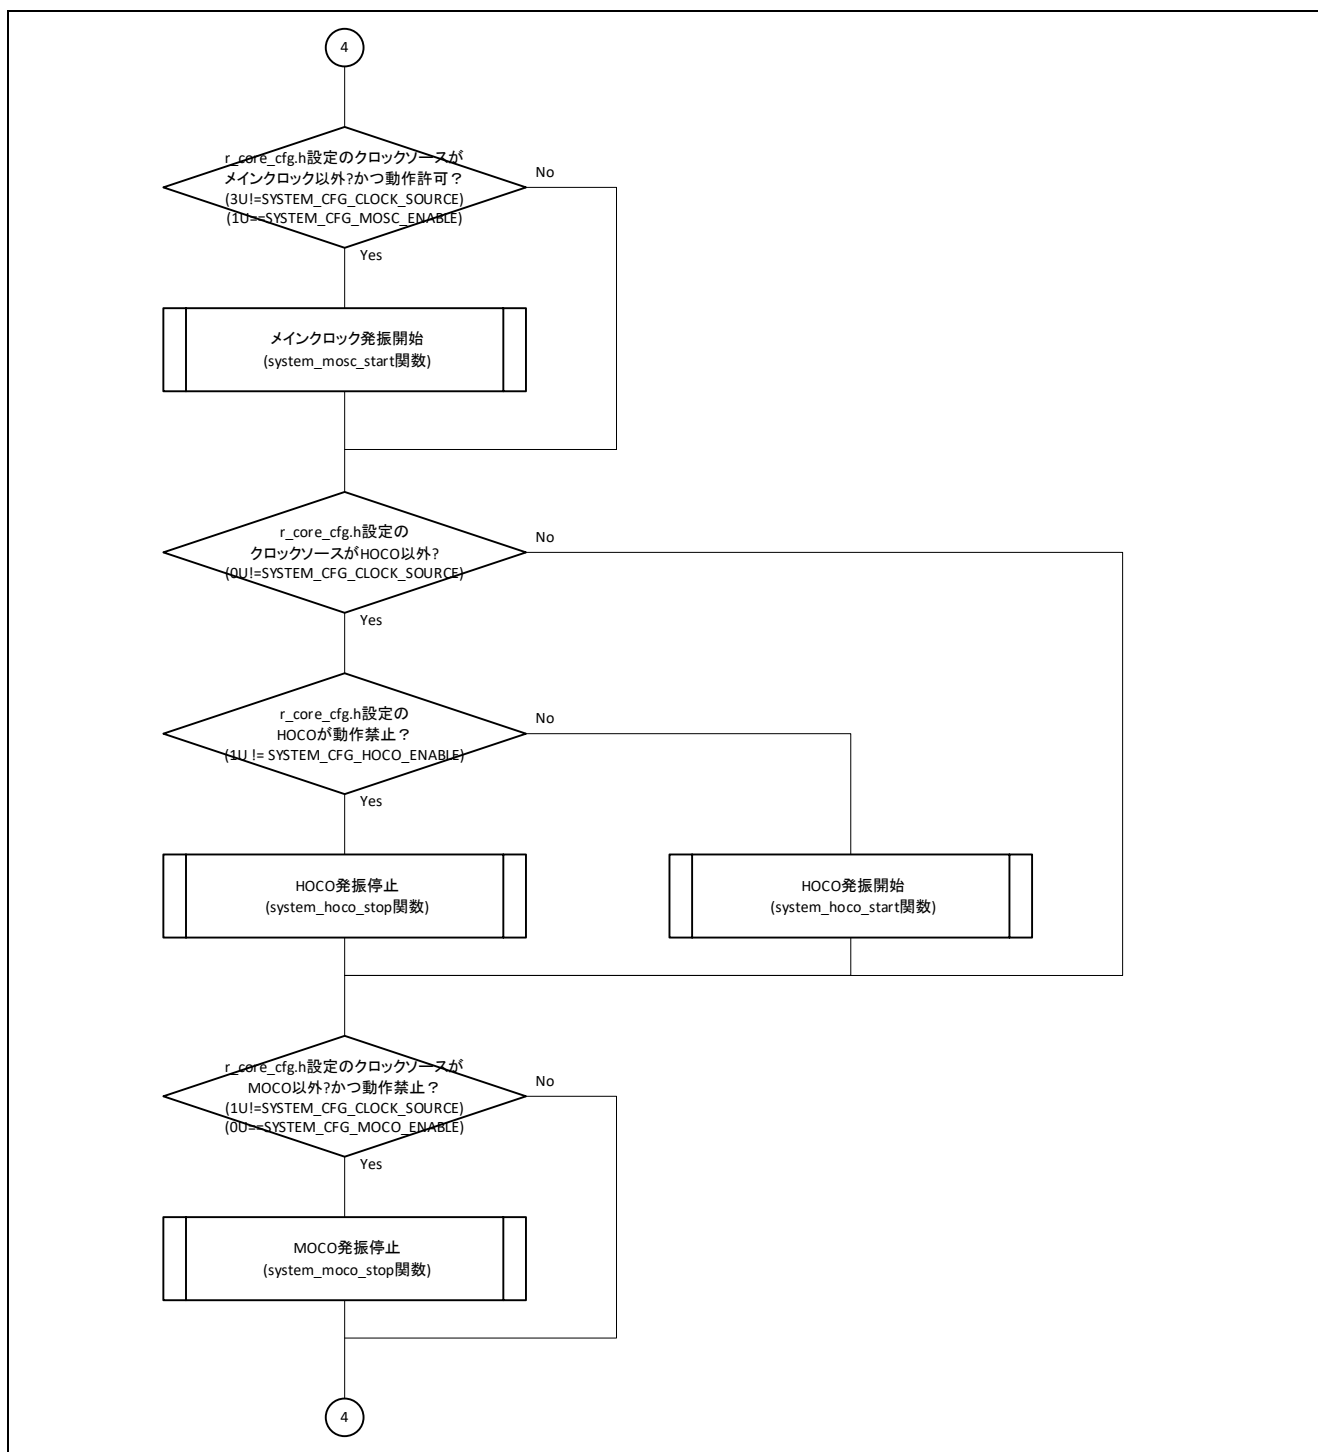 4
r_core_cfg.h設定のクロックソースが
メインクロック以外?かつ動作許可？
(3U!=SYSTEM_CFG_CLOCK_SOURCE)
(1U==SYSTEM_CFG_MOSC_ENABLE)
No
Yes
メインクロック発振開始
(system_mosc_start関数)
r_core_cfg.h設定の
クロックソースがHOCO以外?
(0U!=SYSTEM_CFG_CLOCK_SOURCE)
No
Yes
r_core_cfg.h設定の
HOCOが動作禁止？
(1U != SYSTEM_CFG_HOCO_ENABLE)
No
Yes
HOCO発振停止
(system_hoco_stop関数)
HOCO発振開始
(system_hoco_start関数)
r_core_cfg.h設定のクロックソースが
MOCO以外?かつ動作禁止？
(1U!=SYSTEM_CFG_CLOCK_SOURCE)
(0U==SYSTEM_CFG_MOCO_ENABLE)
No
Yes
MOCO発振停止
(system_moco_stop関数)
4